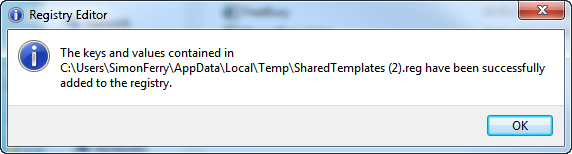 Registry Editor
The keys and values contained in
C:\Users\SimonFerry\AppData\Local\Temp\SharedTemplates (2).reg have been successfully
added to the registry.
OK